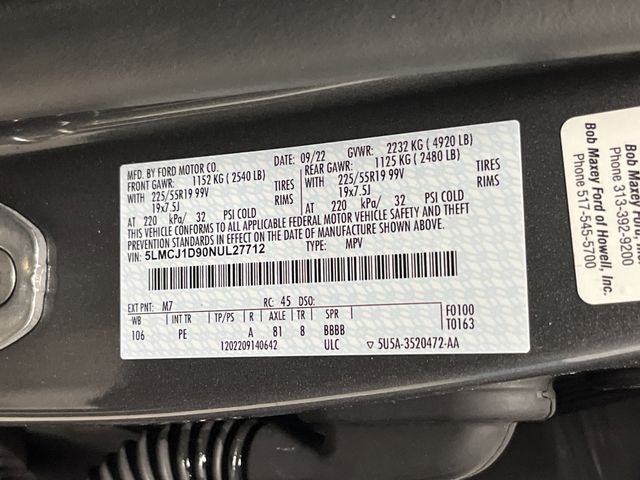 MFD. BY FORD MOTOR CO.
DATE: 09/22 GVWR: 2232 KG ( 4920 LB)
FRONT GAWR: 1152 KG ( 2540 LB) REAR GAWR: 1125 KG ( 2480 LB)
WITH 225/55R19 99V TIRES WITH 225/55R19 99V TIRES
19x7.5J RIMS 19x7.5J RIMS
AT 220 kPa/ 32 PSI COLD AT 220 kPa/ 32 PSI COLD
THIS VEHICLE CONFORMS TO ALL APPLICABLE FEDERAL MOTOR VEHICLE SAFETY AND THEFT
PREVENTION STANDARDS IN EFFECT ON THE DATE OF MANUFACTURE SHOWN ABOVE.
VIN: 5LMCJ1D90NUL27712 TYPE: MPV
EXT PNT: M7 RC: 45 DSO: F0100
WB INT TR TP/PS R AXLE TR SPR T0163
106 PE A 81 8 BBBB
1202209140642 ULC ▽ 5U5A-3520472-AA
Bob Maxey Ford, Inc.
Phone 313-392-9200
Bob Maxey Ford of Howell, Inc.
Phone 517-545-5700